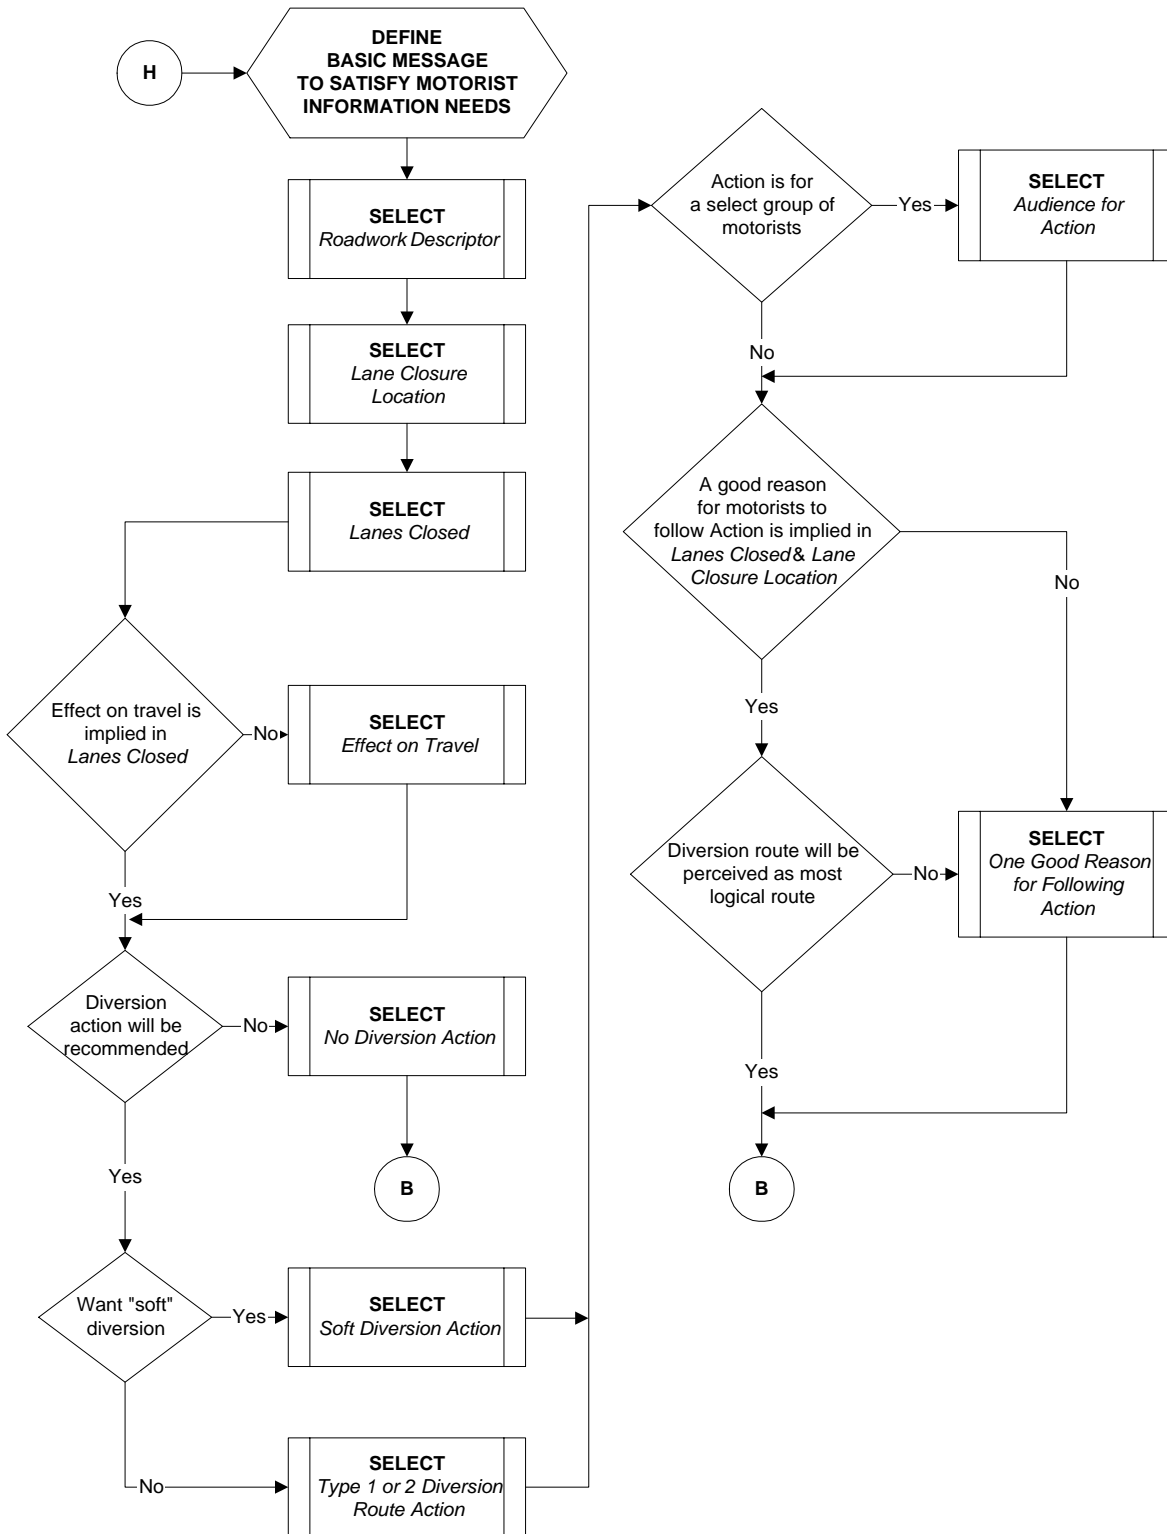 H
DEFINE
BASIC MESSAGE
TO SATISFY MOTORIST
INFORMATION NEEDS
SELECT
Roadwork Descriptor
SELECT
Lane Closure
Location
SELECT
Lanes Closed
Effect on travel is
implied in
Lanes Closed
No
SELECT
Effect on Travel
Yes
Diversion
action will be
recommended
No
SELECT
No Diversion Action
B
Yes
Want "soft"
diversion
Yes
SELECT
Soft Diversion Action
No
SELECT
Type 1 or 2 Diversion
Route Action
Action is for
a select group of
motorists
Yes
SELECT
Audience for
Action
No
A good reason
for motorists to
follow Action is implied in
Lanes Closed & Lane
Closure Location
No
Yes
Diversion route will be
perceived as most
logical route
No
SELECT
One Good Reason
for Following
Action
Yes
B